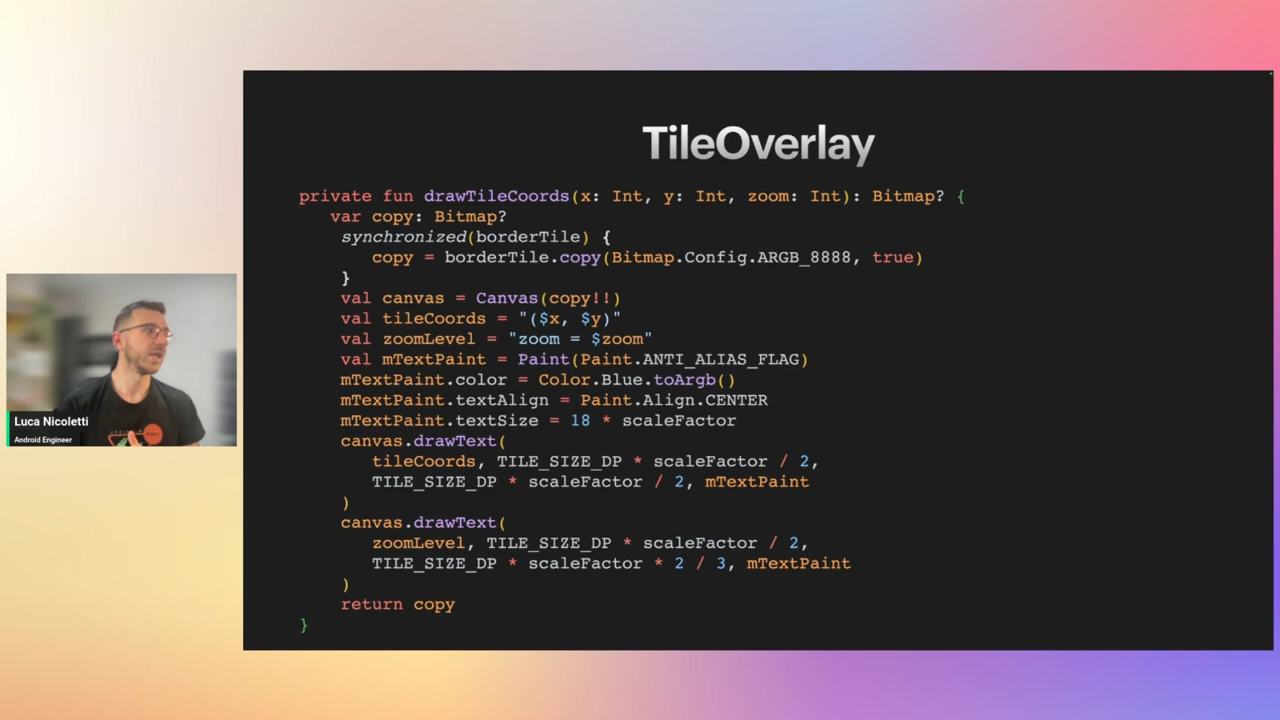 TileOverlay
private fun drawTileCoords(x: Int, y: Int, zoom: Int): Bitmap? {
var copy: Bitmap?
synchronized(borderTile) {
copy = borderTile.copy(Bitmap.Config.ARGB_8888, true)
}
val canvas = Canvas(copy!!)
val tileCoords = "($x, $y)"
val zoomLevel = "zoom = $zoom"
val mTextPaint = Paint(Paint.ANTI_ALIAS_FLAG)
mTextPaint.color = Color.Blue.toArgb()
mTextPaint.textAlign = Paint.Align.CENTER
mTextPaint.textSize = 18 * scaleFactor
canvas.drawText(
tileCoords, TILE_SIZE_DP * scaleFactor / 2,
TILE_SIZE_DP * scaleFactor / 2, mTextPaint
)
canvas.drawText(
zoomLevel, TILE_SIZE_DP * scaleFactor / 2,
TILE_SIZE_DP * scaleFactor * 2 / 3, mTextPaint
)
return copy
}
Luca Nicoletti
Android Engineer